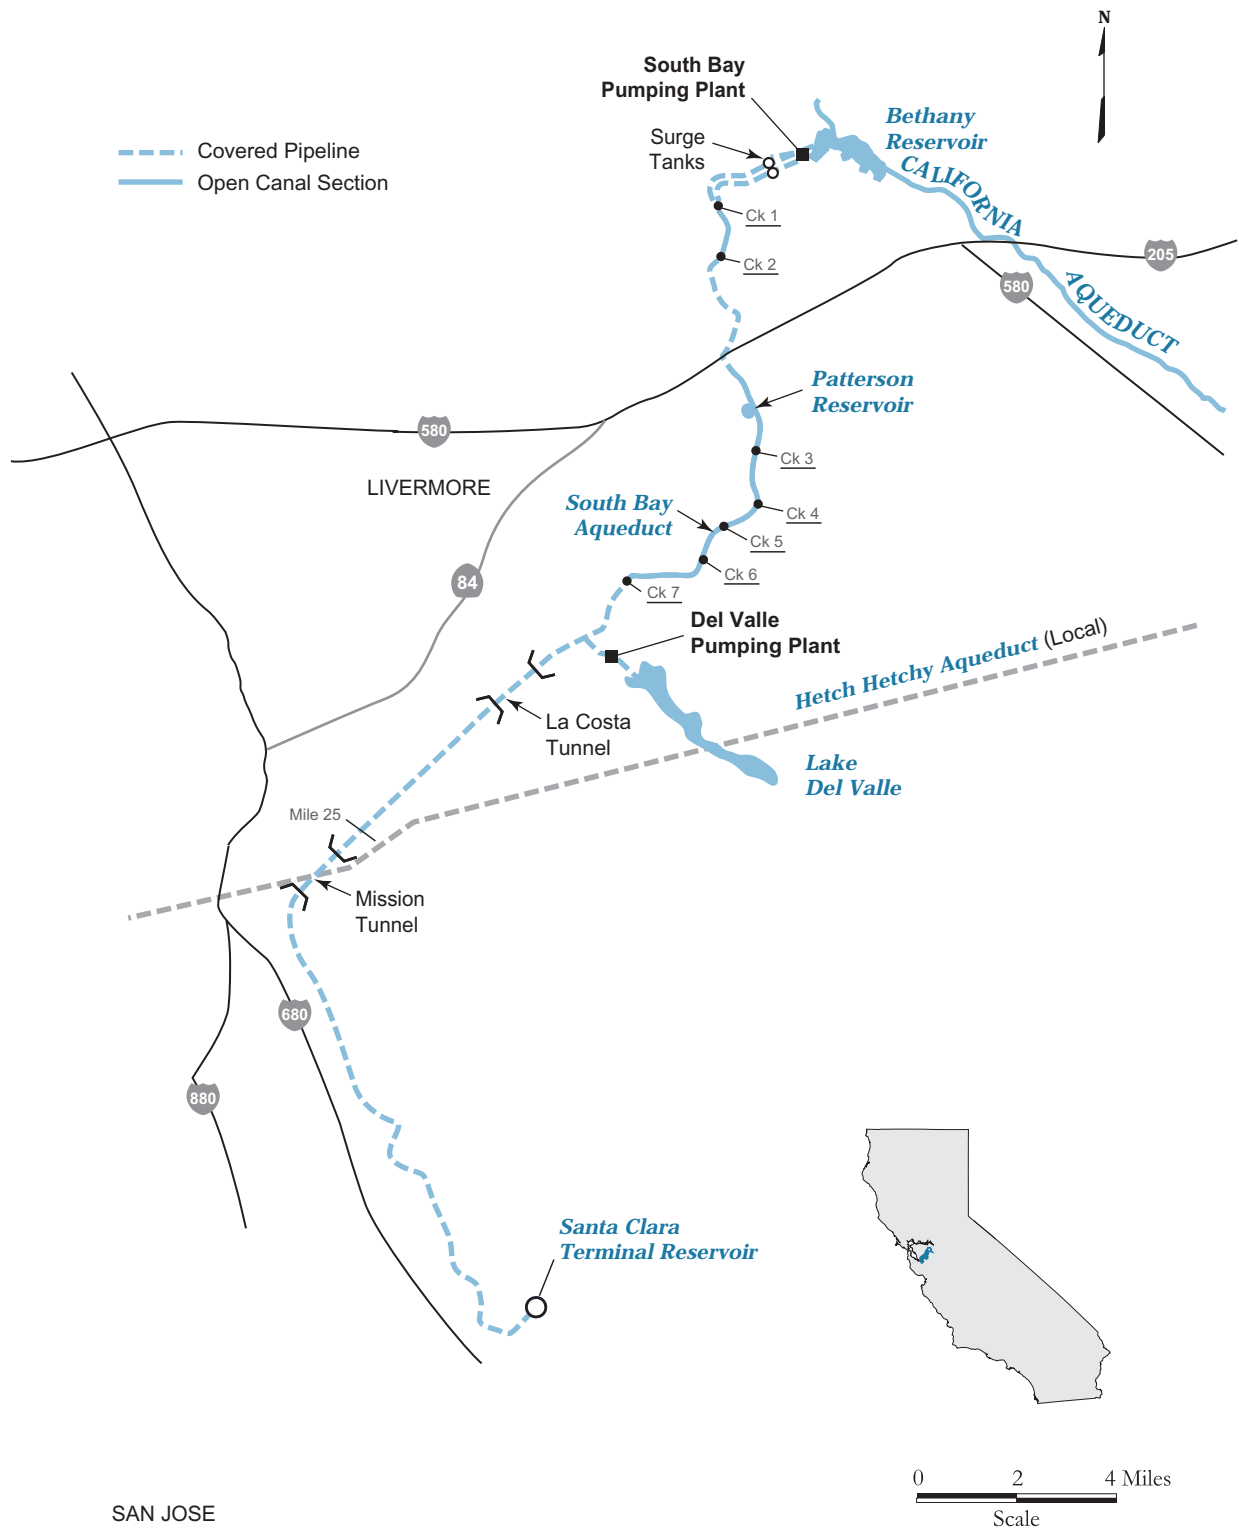 N
South Bay
Pumping Plant
Bethany
Reservoir
Surge
Tanks
Covered Pipeline
Open Canal Section
CALIFORNIA
AQUEDUCT
Ck 1
Ck 2
205
580
Patterson
Reservoir
580
LIVERMORE
Ck 3
South Bay
Aqueduct
Ck 4
Ck 5
Ck 6
84
Ck 7
Del Valle
Pumping Plant
Hetch Hetchy Aqueduct (Local)
La Costa
Tunnel
Lake
Del Valle
Mile 25
Mission
Tunnel
680
880
Santa Clara
Terminal Reservoir
0 2 4 Miles
Scale
SAN JOSE